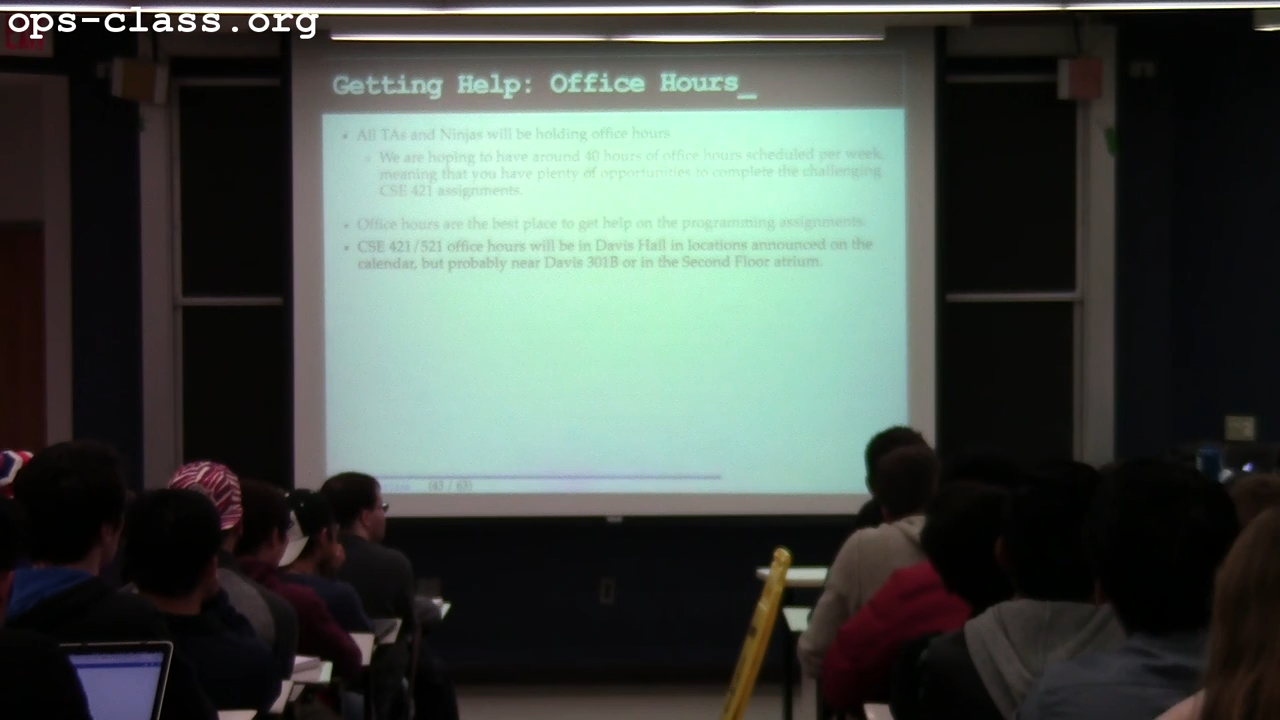 ops-class.org
Getting Help: Office Hours_
• All TAs and Ninjas will be holding office hours
We are hoping to have around 40 hours of office hours scheduled per week,
meaning that you have plenty of opportunities to complete the challenging
CSE 421 assignments.
• Office hours are the best place to get help on the programming assignments.
• CSE 421/521 office hours will be in Davis Hall in locations announced on the
calendar, but probably near Davis 301B or in the Second Floor atrium.
(43 / 63)